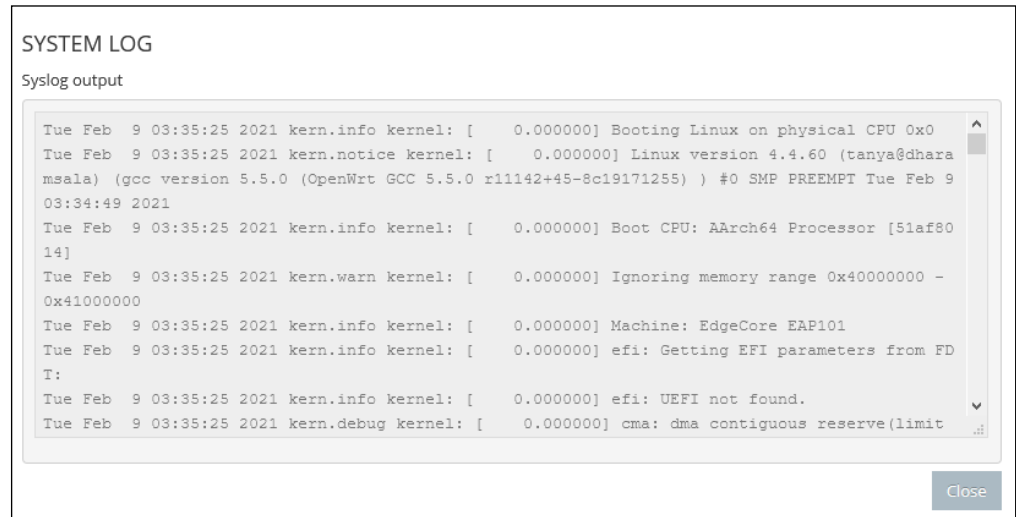 SYSTEM LOG
Syslog output
Tue Feb  9 03:35:25 2021 kern.info kernel: [    0.000000] Booting Linux on physical CPU 0x0
Tue Feb  9 03:35:25 2021 kern.notice kernel: [    0.000000] Linux version 4.4.60 (tanya@dhara
msala) (gcc version 5.5.0 (OpenWrt GCC 5.5.0 r11142+45-8c19171255) ) #0 SMP PREEMPT Tue Feb 9
03:34:49 2021
Tue Feb  9 03:35:25 2021 kern.info kernel: [    0.000000] Boot CPU: AArch64 Processor [51af80
14]
Tue Feb  9 03:35:25 2021 kern.warn kernel: [    0.000000] Ignoring memory range 0x40000000 -
0x41000000
Tue Feb  9 03:35:25 2021 kern.info kernel: [    0.000000] Machine: EdgeCore EAP101
Tue Feb  9 03:35:25 2021 kern.info kernel: [    0.000000] efi: Getting EFI parameters from FD
T:
Tue Feb  9 03:35:25 2021 kern.info kernel: [    0.000000] efi: UEFI not found.
Tue Feb  9 03:35:25 2021 kern.debug kernel: [    0.000000] cma: dma contiguous reserve(limit
Close